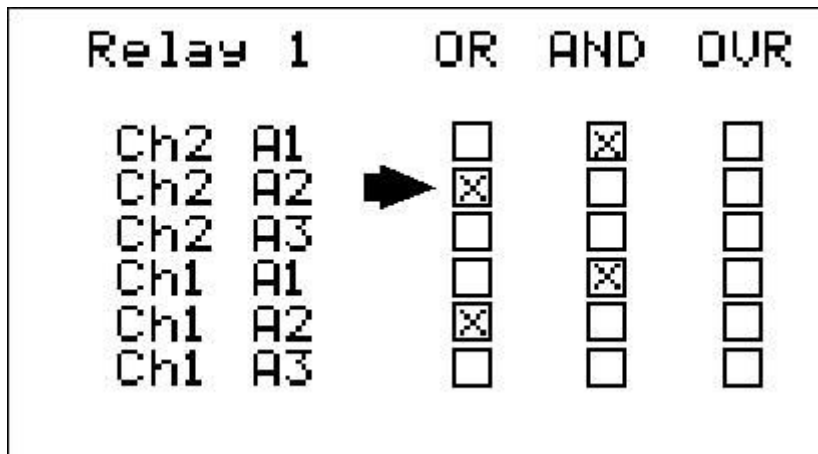 Relay 1 OR AND OVR
Ch2 A1
Ch2 A2
Ch2 A3
Ch1 A1
Ch1 A2
Ch1 A3